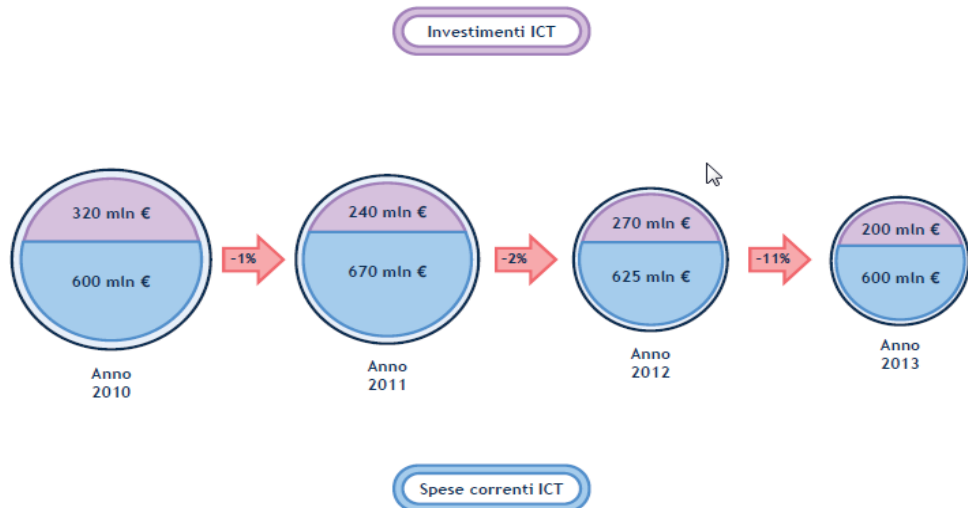 Investimenti ICT
320 mln €
600 mln €
-1%
240 mln €
670 mln €
-2%
270 mln €
625 mln €
-11%
200 mln €
600 mln €
Anno
2010
Anno
2011
Anno
2012
Anno
2013
Spese correnti ICT